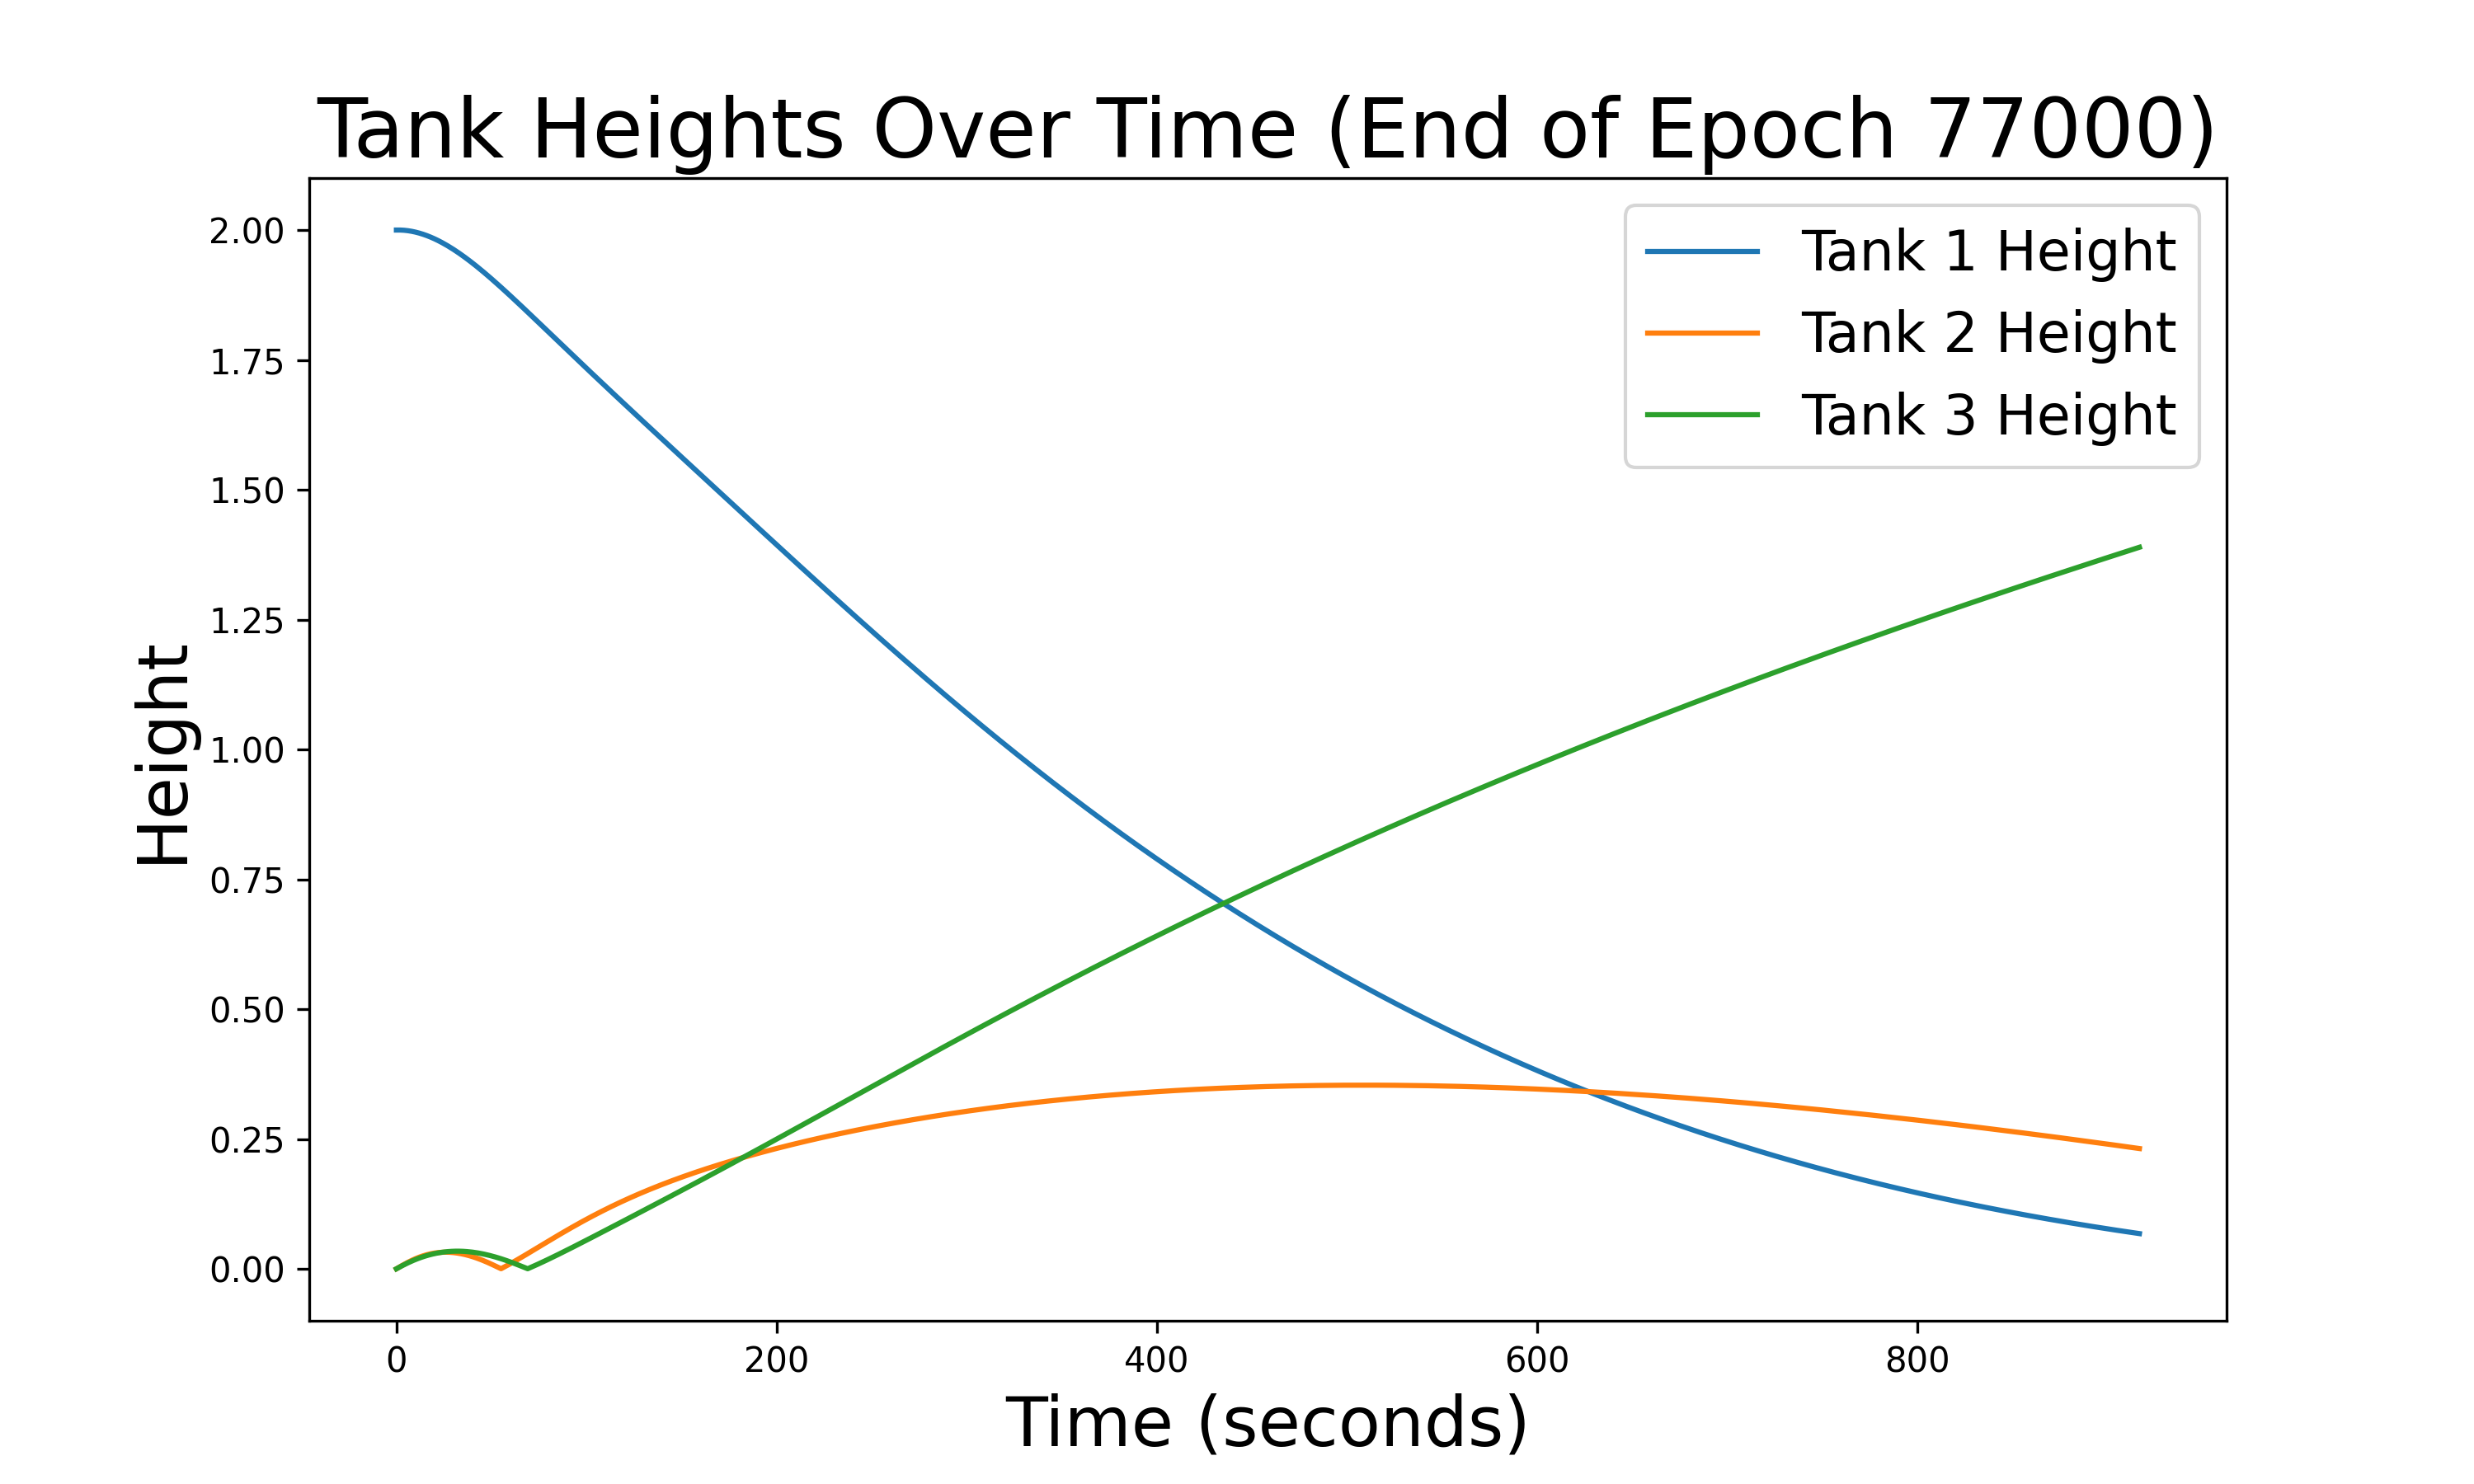 Tank Heights Over Time (End of Epoch 77000)
Tank 1 Height
Tank 2 Height
Tank 3 Height
Height
2.00
1.75
1.50
1.25
1.00
0.75
0.50
0.25
0.00
0 200 400 600 800
Time (seconds)